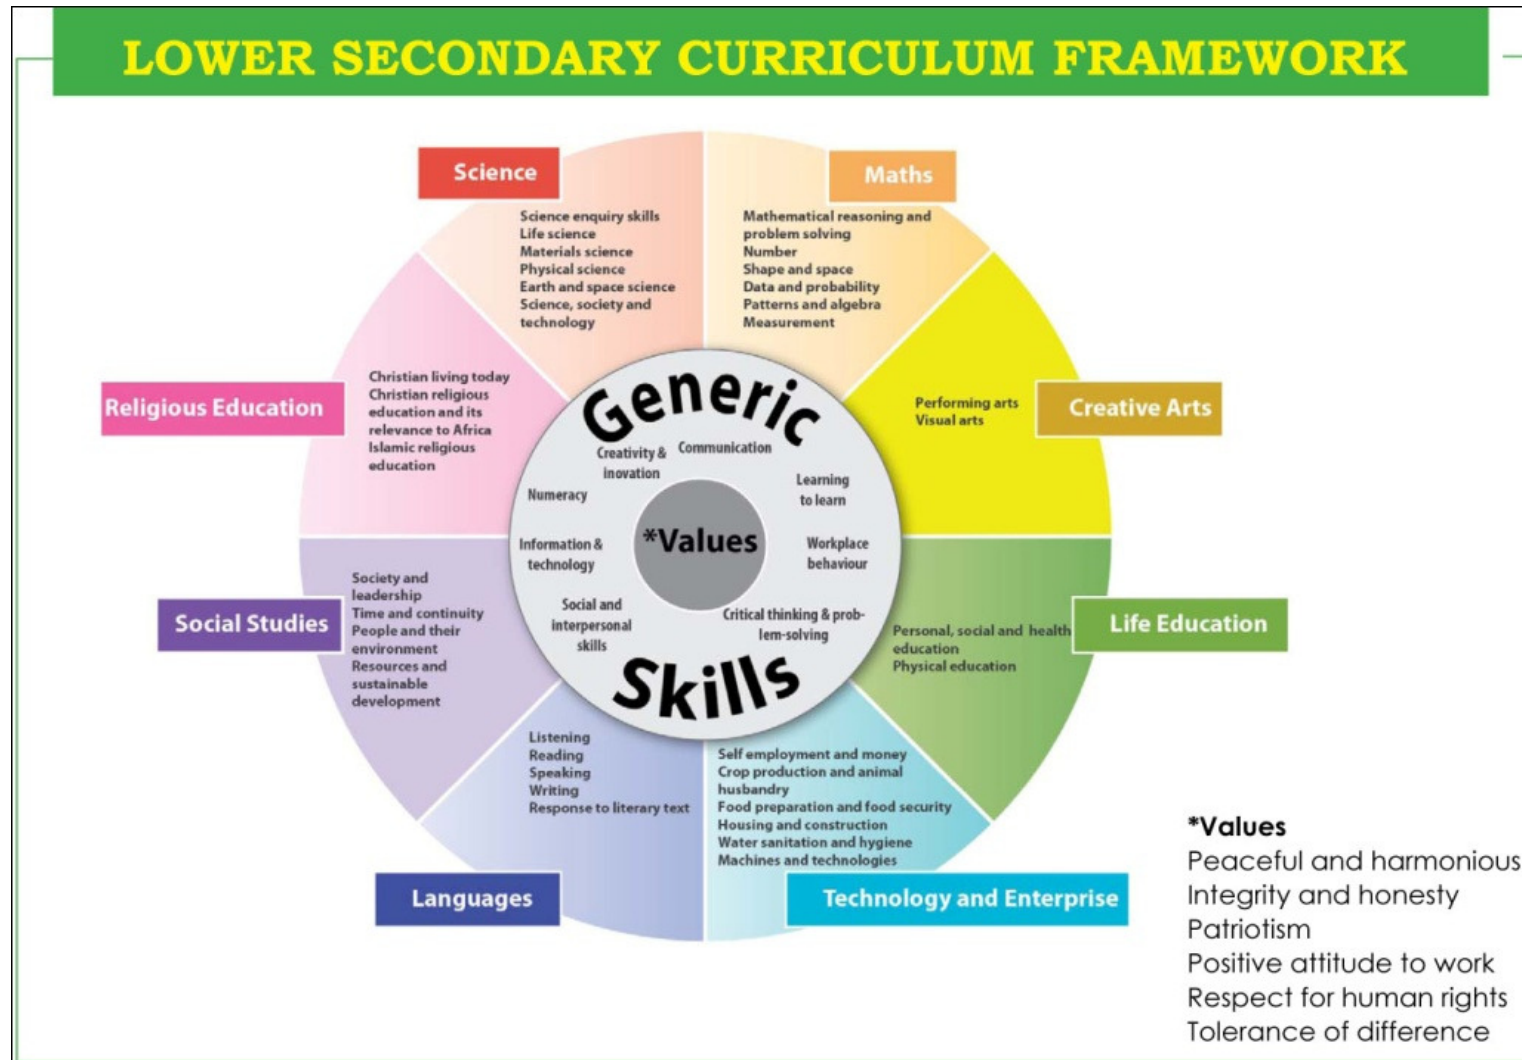 LOWER SECONDARY CURRICULUM FRAMEWORK
Science
Science enquiry skills
Life science
Materials science
Physical science
Earth and space science
Science, society and
technology
Maths
Mathematical reasoning and
problem solving
Number
Shape and space
Data and probability
Patterns and algebra
Measurement
Religious Education
Christian living today
Christian religious
education and its
relevance to Africa
Islamic religious
education
Creative Arts
Performing arts
Visual arts
Generic
Creativity &
inovation
Communication
Numeracy
Learning
to learn
Information &
technology
*Values
Workplace
behaviour
Social and
interpersonal
skills
Critical thinking & prob-
lem-solving
Skills
Social Studies
Society and
leadership
Time and continuity
People and their
environment
Resources and
sustainable
development
Life Education
Personal, social and health
education
Physical education
Languages
Listening
Reading
Speaking
Writing
Response to literary text
Technology and Enterprise
Self employment and money
Crop production and animal
husbandry
Food preparation and food security
Housing and construction
Water sanitation and hygiene
Machines and technologies
*Values
Peaceful and harmonious
Integrity and honesty
Patriotism
Positive attitude to work
Respect for human rights
Tolerance of difference